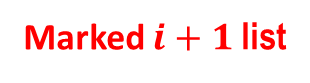 Marked i + 1 list